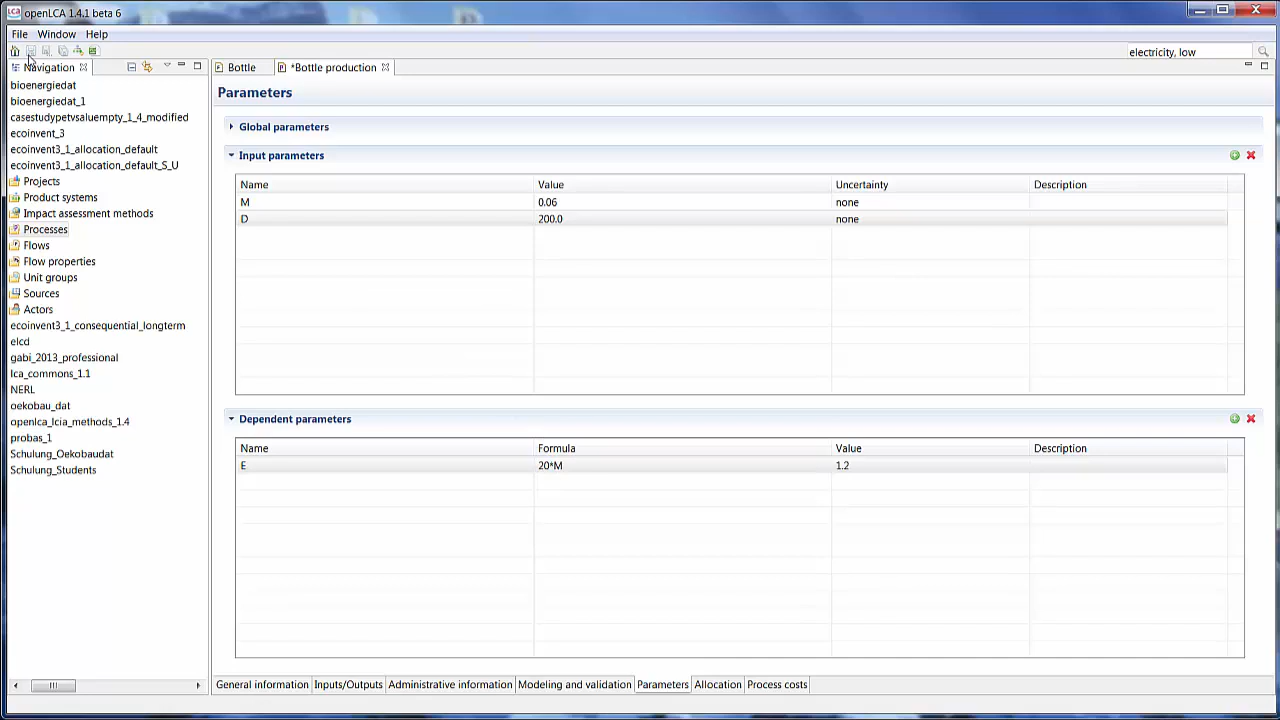 openLCA 1.4.1 beta 6
File Window Help
electricity, low
Navigation
Bottle
*Bottle production
bioenergiedat
bioenergiedat_1
casestudypetvsaluempty_1_4_modified
ecoinvent_3
ecoinvent3_1_allocation_default
ecoinvent3_1_allocation_default_S_U
Projects
Product systems
Impact assessment methods
Processes
Flows
Flow properties
Unit groups
Sources
Actors
ecoinvent3_1_consequential_longterm
elcd
gabi_2013_professional
lca_commons_1.1
NERL
oekobau_dat
openlca_lcia_methods_1.4
probas_1
Schulung_Oekobaudat
Schulung_Students
Parameters
Global parameters
Input parameters
Name Value Uncertainty Description
M 0.06 none
D 200.0 none
Dependent parameters
Name Formula Value Description
E 20*M 1.2
General information Inputs/Outputs Administrative information Modeling and validation Parameters Allocation Process costs